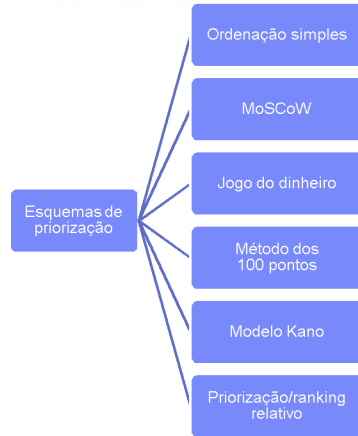 Esquemas de
priorização
Ordenação simples
MoSCoW
Jogo do dinheiro
Método dos
100 pontos
Modelo Kano
Priorização/ranking
relativo